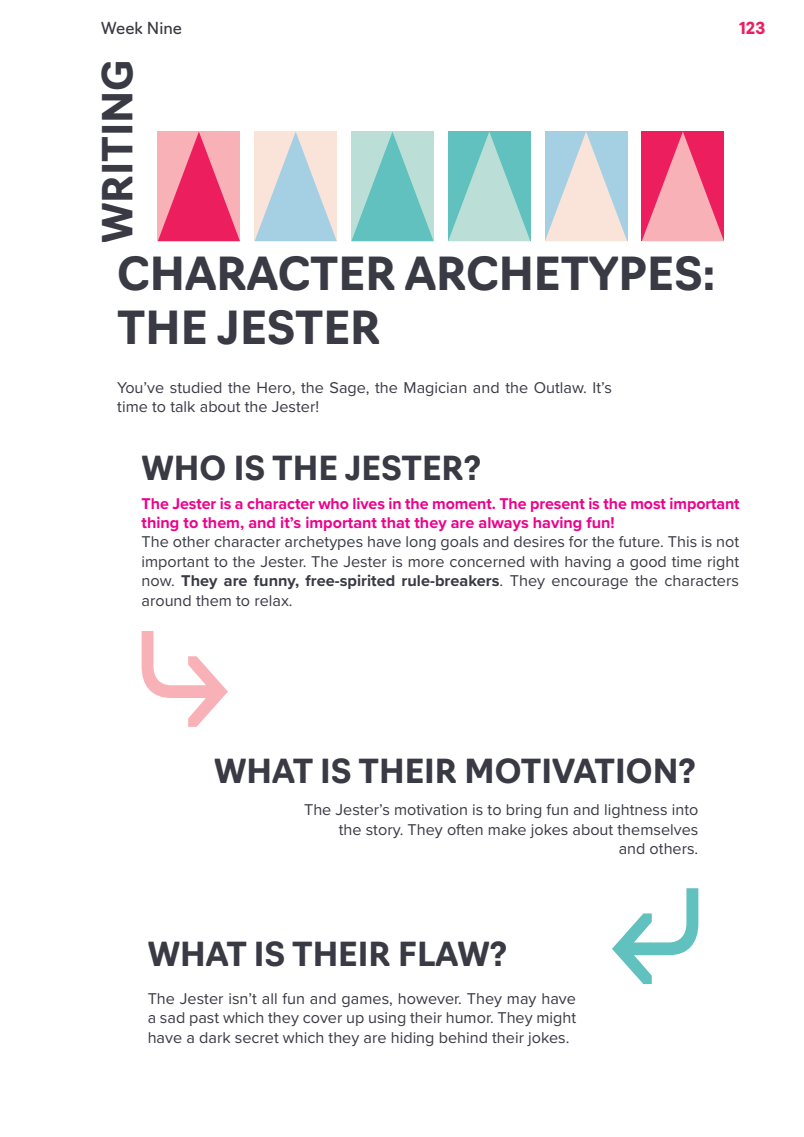 Week Nine
123
WRITING
CHARACTER ARCHETYPES:
THE JESTER
You’ve studied the Hero, the Sage, the Magician and the Outlaw. It’s
time to talk about the Jester!
WHO IS THE JESTER?
The Jester is a character who lives in the moment. The present is the most important
thing to them, and it’s important that they are always having fun!
The other character archetypes have long goals and desires for the future. This is not
important to the Jester. The Jester is more concerned with having a good time right
now. They are funny, free-spirited rule-breakers. They encourage the characters
around them to relax.
WHAT IS THEIR MOTIVATION?
The Jester’s motivation is to bring fun and lightness into
the story. They often make jokes about themselves
and others.
WHAT IS THEIR FLAW?
The Jester isn’t all fun and games, however. They may have
a sad past which they cover up using their humor. They might
have a dark secret which they are hiding behind their jokes.